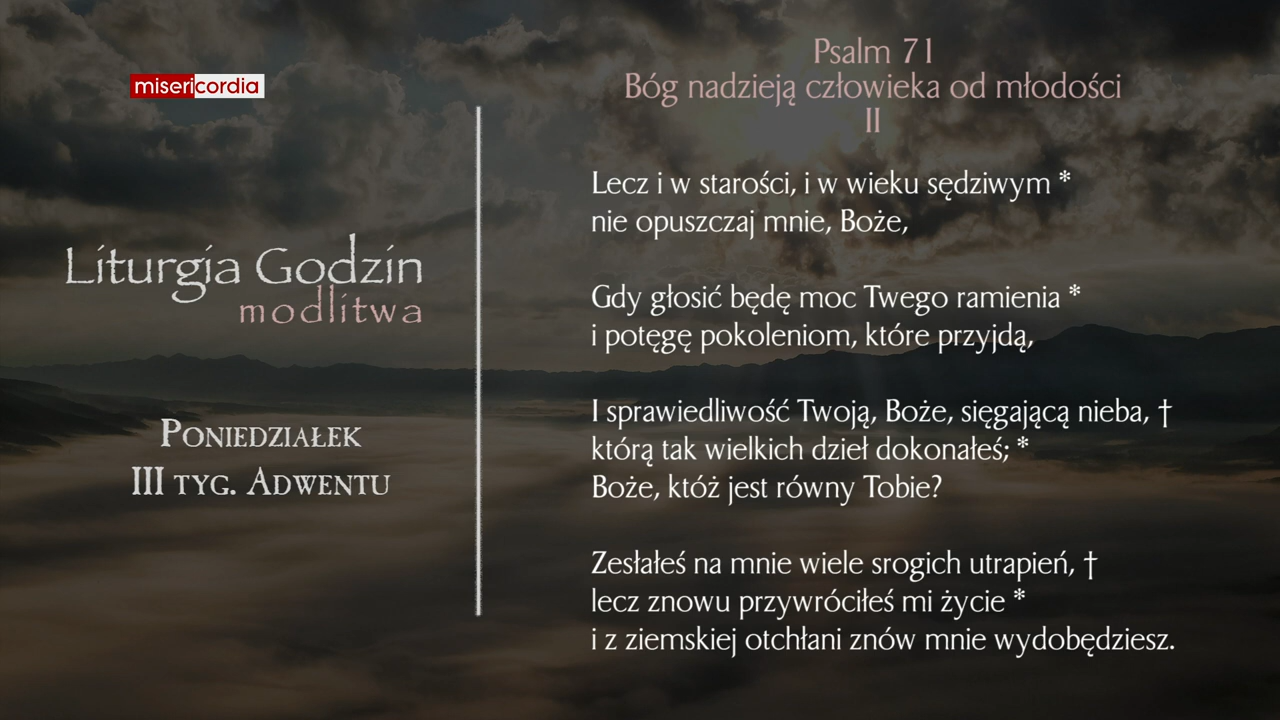 misericordia
Liturgia Godzin
modlitwa
Poniedziałek
III tyg. Adwentu
Psalm 71
Bóg nadzieją człowieka od młodości
II
Lecz i w starości, i w wieku sędziwym *
nie opuszczaj mnie, Boże,
Gdy głosić będę moc Twego ramienia *
i potęgę pokoleniom, które przyjdą,
I sprawiedliwość Twoją, Boże, sięgającą nieba, †
którą tak wielkich dzieł dokonałeś; *
Boże, któż jest równy Tobie?
Zesłałeś na mnie wiele srogich utrapień, †
lecz znowu przywróciłeś mi życie *
i z ziemskiej otchłani znów mnie wydobędziesz.